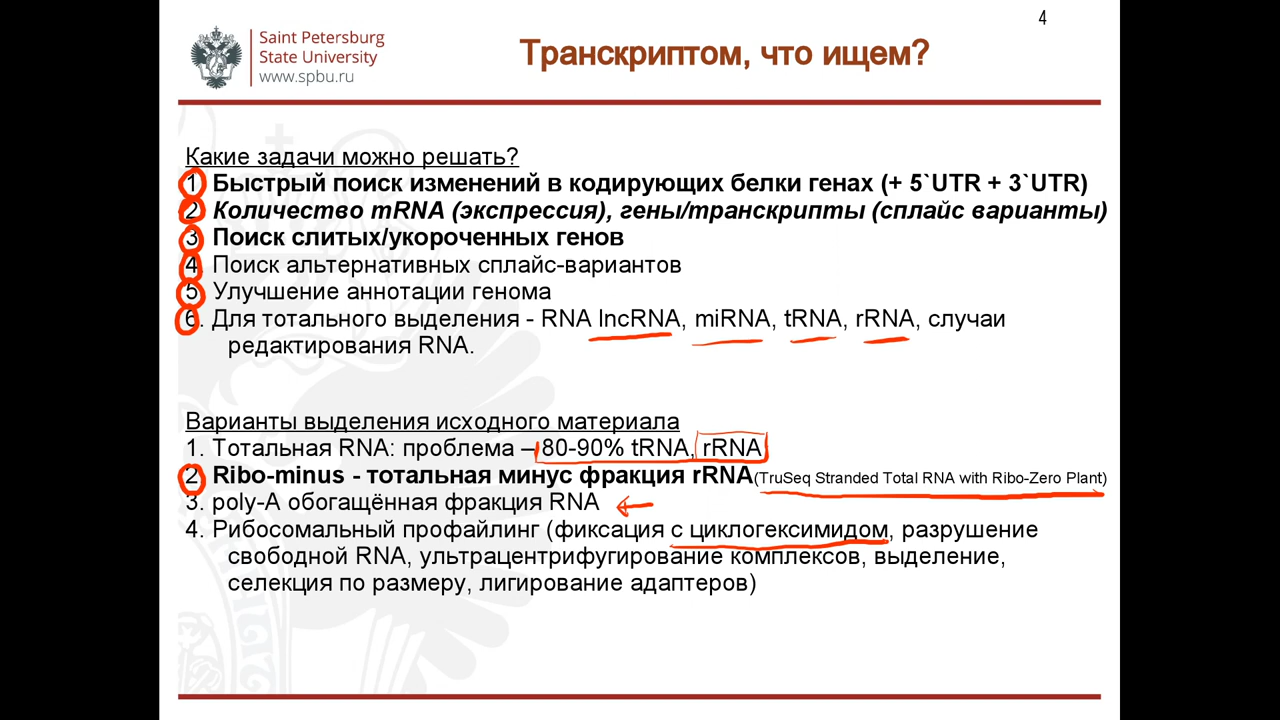 4
Saint Petersburg
State University
www.spbu.ru
Транскриптом, что ищем?
Какие задачи можно решать?
1. Быстрый поиск изменений в кодирующих белки генах (+ 5`UTR + 3`UTR)
2. Количество mRNA (экспрессия), гены/транскрипты (сплайс варианты)
3. Поиск слитых/укороченных генов
4. Поиск альтернативных сплайс-вариантов
5. Улучшение аннотации генома
6. Для тотального выделения - RNA lncRNA, miRNA, tRNA, rRNA, случаи
редактирования RNA.
Варианты выделения исходного материала
1. Тотальная RNA: проблема – 80-90% tRNA, rRNA
2. Ribo-minus - тотальная минус фракция rRNA(TruSeq Stranded Total RNA with Ribo-Zero Plant)
3. poly-A обогащённая фракция RNA
4. Рибосомальный профайлинг (фиксация с циклогексимидом, разрушение
свободной RNA, ультрацентрифугирование комплексов, выделение,
селекция по размеру, лигирование адаптеров)